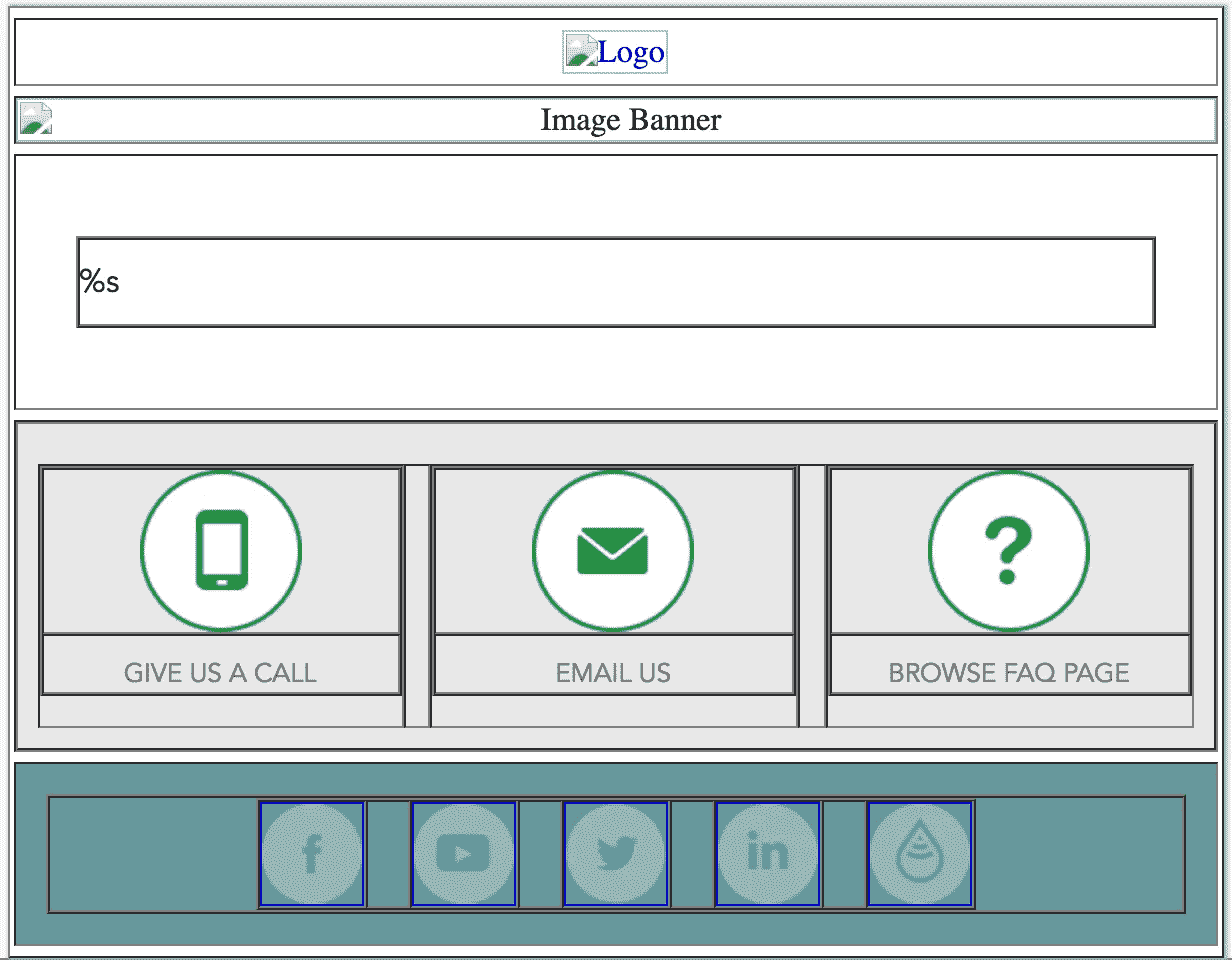 Logo
Image Banner
%s
GIVE US A CALL
EMAIL US
BROWSE FAQ PAGE
f
in